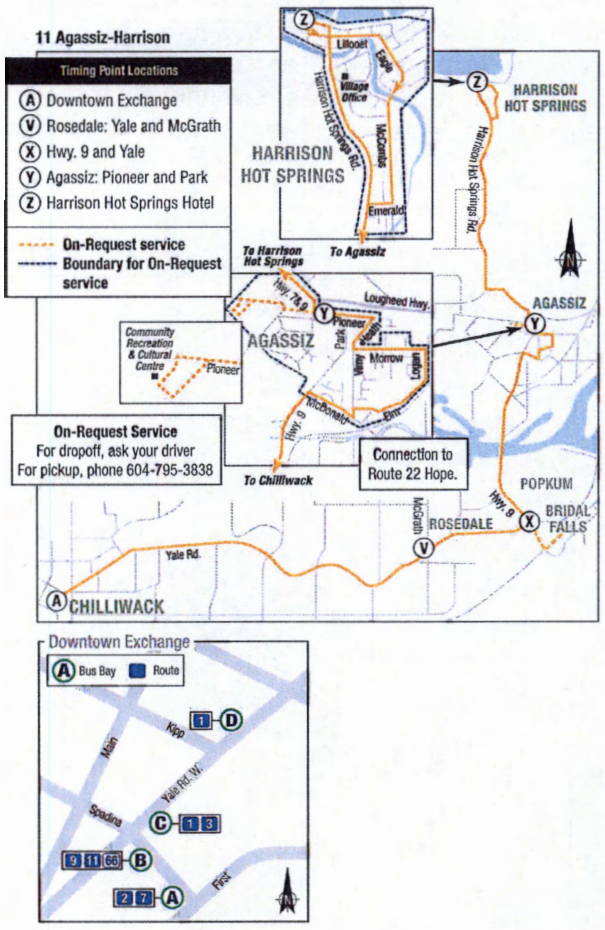 11 Agassiz-Harrison
Timing Point Locations
A Downtown Exchange
V Rosedale: Yale and McGrath
X Hwy. 9 and Yale
Y Agassiz: Pioneer and Park
Z Harrison Hot Springs Hotel
On-Request service
Boundary for On-Request
service
Z
Lillooet
Eagle
Village
Office
Harrison Hot Springs Rd.
McCombs
HARRISON
HOT SPRINGS
Emerald
To Agassiz
Z
HARRISON
HOT SPRINGS
Harrison Hot Springs Rd.
N
To Harrison
Hot Springs
Hwy. 7&9
Lougheed Hwy.
Y
Pioneer
AGASSIZ
Park
Heath
Vimy
Morrow
Logan
McDonald
Elm
Hwy. 9
To Chilliwack
AGASSIZ
Y
Community
Recreation
& Cultural
Centre
Pioneer
On-Request Service
For dropoff, ask your driver
For pickup, phone 604-795-3838
Connection to
Route 22 Hope.
POPKUM
Hwy. 9
BRIDAL
FALLS
X
McGrath
ROSEDALE
V
Yale Rd.
A CHILLIWACK
Downtown Exchange
A Bus Bay Route
1 D
Kipp
Main
Yale Rd. W.
Spadina
C 1 3
9 11 66 B
First
2 7 A
N